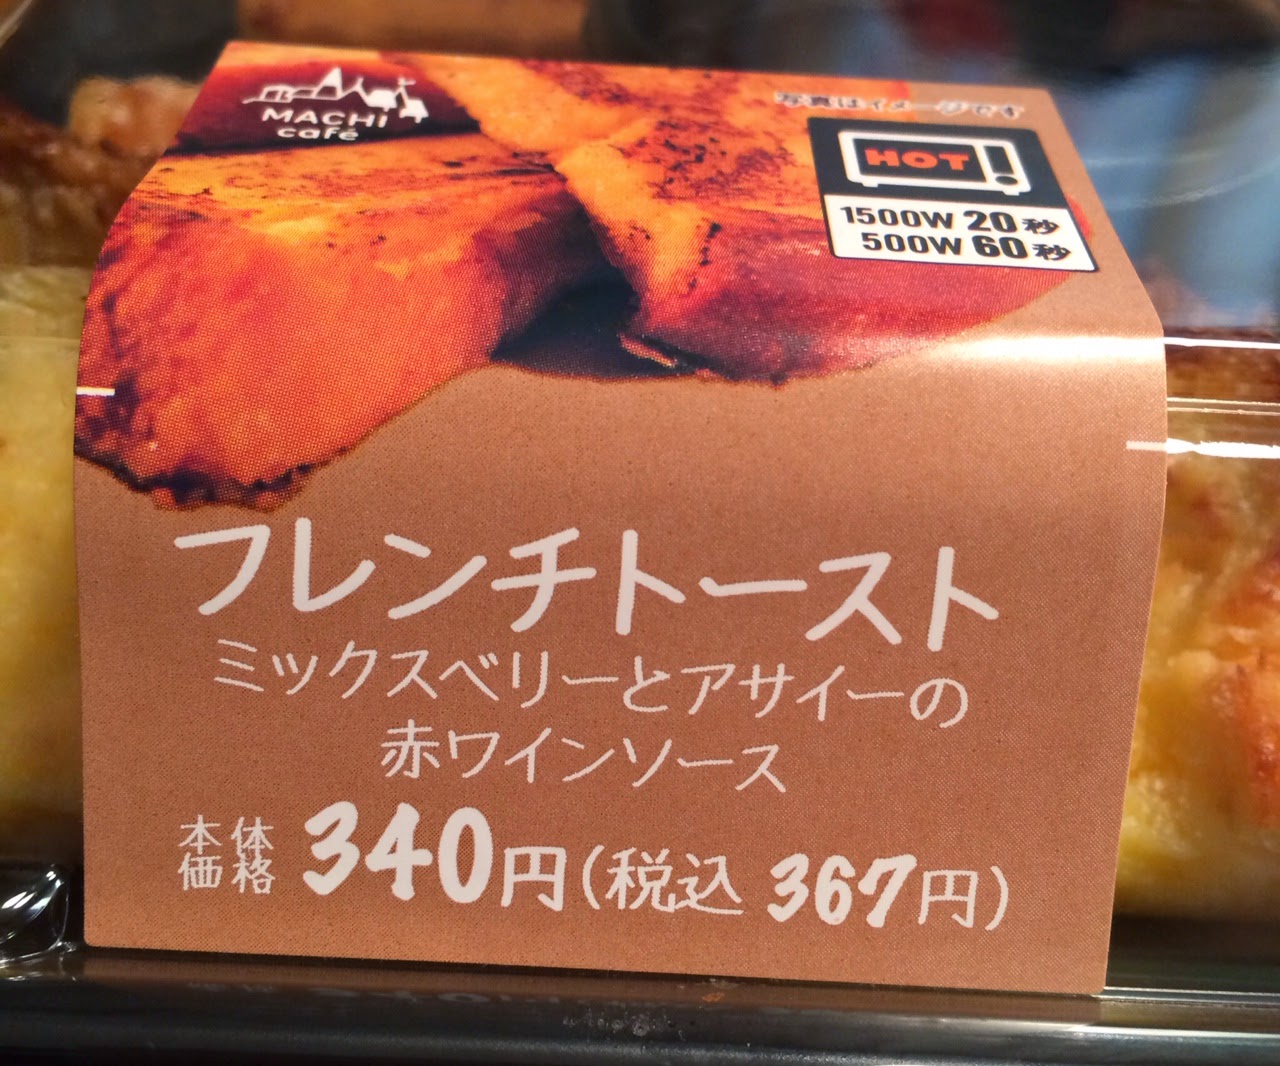 MACHI
café
写真はイメージです
HOT
1500W 20秒
500W 60秒
フレンチトースト
ミックスベリーとアサイーの
赤ワインソース
本体価格 340円(税込 367円)